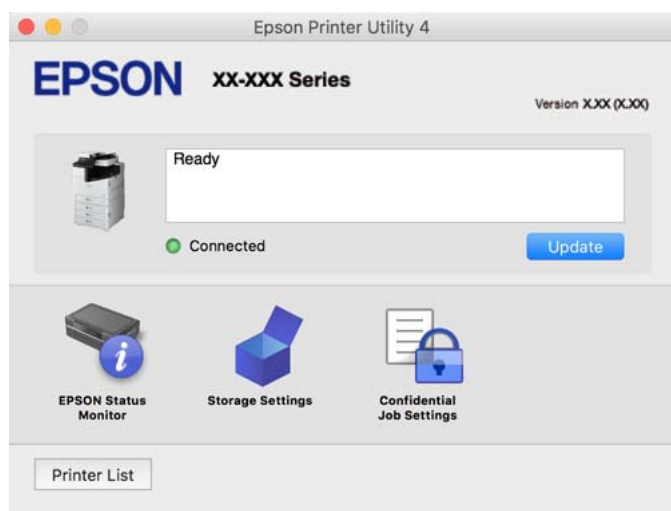 Epson Printer Utility 4
EPSON
XX-XXX Series
Version X.XX (X.XX)
Ready
Connected
Update
EPSON Status
Monitor
Storage Settings
Confidential
Job Settings
Printer List